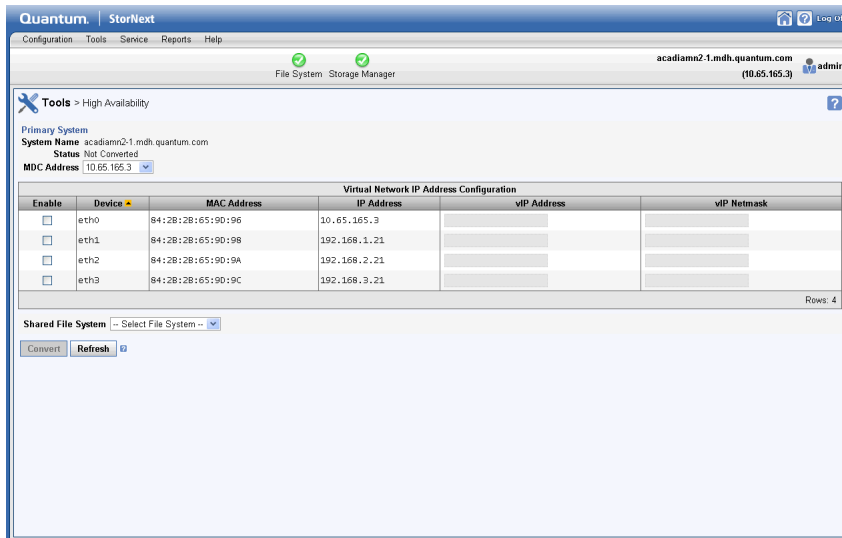 Quantum. StorNext
Log Of
Configuration Tools Service Reports Help
File System Storage Manager
acadiamn2-1.mdh.quantum.com
(10.65.165.3)
admin
Tools > High Availability
?
Primary System
System Name acadiamn2-1.mdh.quantum.com
Status Not Converted
MDC Address 10.65.165.3
Virtual Network IP Address Configuration
Enable Device MAC Address IP Address vIP Address vIP Netmask
eth0 84:2B:2B:65:9D:96 10.65.165.3
eth1 84:2B:2B:65:9D:98 192.168.1.21
eth2 84:2B:2B:65:9D:9A 192.168.2.21
eth3 84:2B:2B:65:9D:9C 192.168.3.21
Rows: 4
Shared File System -- Select File System --
Convert Refresh ?